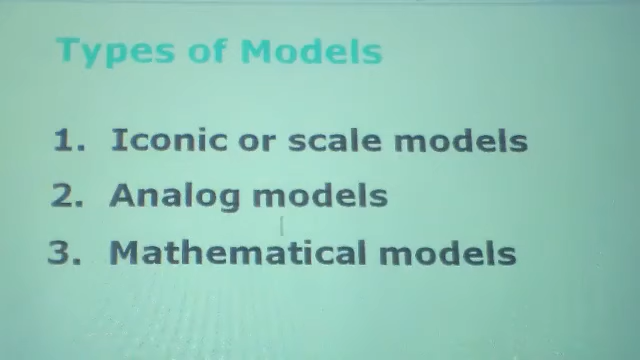 Types of Models
1. Iconic or scale models
2. Analog models
3. Mathematical models